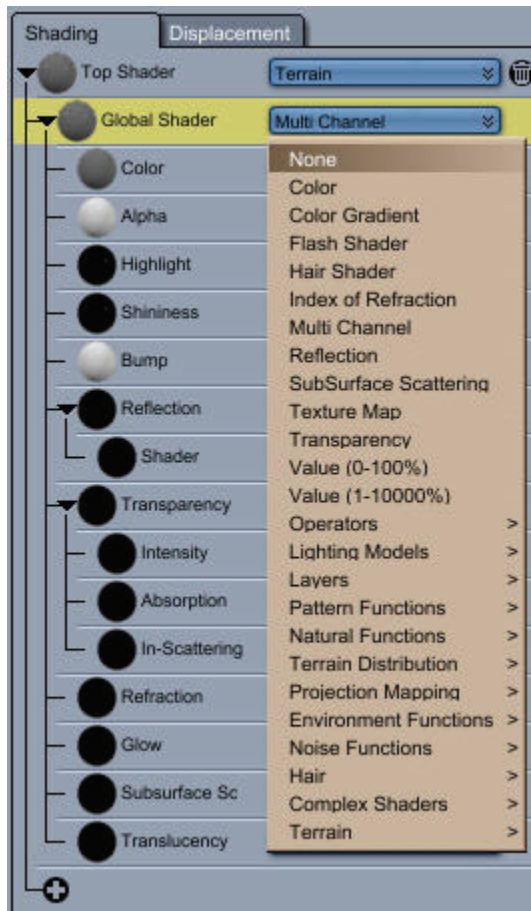 Shading
Displacement
Top Shader
Terrain
Global Shader
Multi Channel
Color
Alpha
Highlight
Shininess
Bump
Reflection
Shader
Transparency
Intensity
Absorption
In-Scattering
Refraction
Glow
Subsurface Sc
Translucency
None
Color
Color Gradient
Flash Shader
Hair Shader
Index of Refraction
Multi Channel
Reflection
SubSurface Scattering
Texture Map
Transparency
Value (0-100%)
Value (1-10000%)
Operators >
Lighting Models >
Layers >
Pattern Functions >
Natural Functions >
Terrain Distribution >
Projection Mapping >
Environment Functions >
Noise Functions >
Hair >
Complex Shaders >
Terrain >